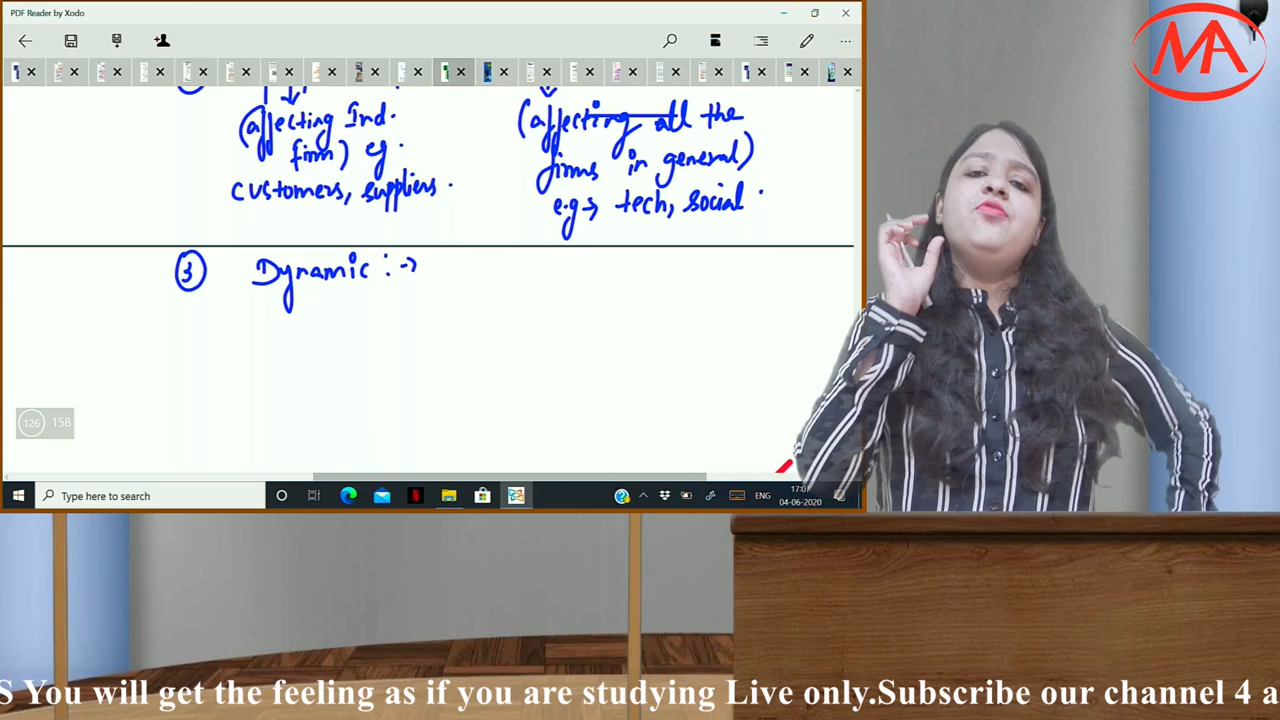 PDF Reader by Xodo
MA
(affecting Ind.
firm) eg.
customers, suppliers.
(affecting all the
firms in general)
e.g → tech, social.
③ Dynamic :→
126 158
Type here to search
ENG
04-06-2020
S You will get the feeling as if you are studying Live only.Subscribe our channel 4 a